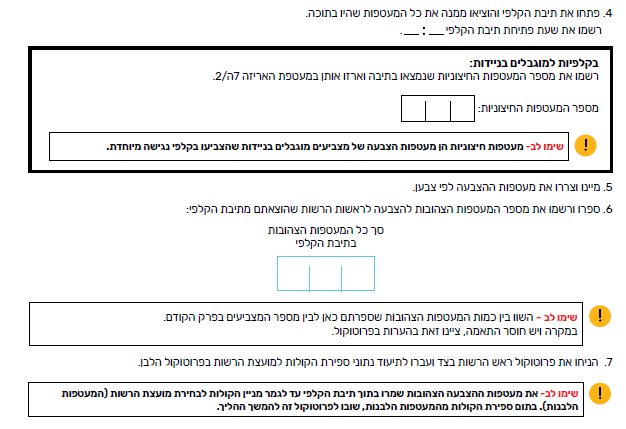 4. פתחו את תיבת הקלפי והוציאו ממנה את כל המעטפות שהיו בתוכה.
רשמו את שעת פתיחת תיבת הקלפי __ : __.
בקלפיות למוגבלים בניידות:
רשמו את מספר המעטפות החיצוניות שנמצאו בתיבה וארזו אותן במעטפת האריזה 7ה/2.
מספר המעטפות החיצוניות:
שימו לב- מעטפות חיצוניות הן מעטפות הצבעה של מצביעים מוגבלים בניידות שהצביעו בקלפי נגישה מיוחדת.
5. מיינו וצררו את מעטפות ההצבעה לפי צבען.
6. ספרו ורשמו את מספר המעטפות הצהובות להצבעה לראשות הרשות שהוצאתם מתיבת הקלפי:
סך כל המעטפות הצהובות
בתיבת הקלפי
שימו לב – השוו בין כמות המעטפות הצהובות שספרתם כאן לבין מספר המצביעים בפרק הקודם.
במקרה ויש חוסר התאמה, ציינו זאת בהערות בפרוטוקול.
7. הניחו את פרוטוקול ראש הרשות בצד ועברו לתיעוד נתוני ספירת הקולות למועצת הרשות בפרוטוקול הלבן.
שימו לב- את מעטפות ההצבעה הצהובות שמרו בתוך תיבת הקלפי עד לגמר מניין הקולות לבחירת מועצת הרשות (המעטפות
הלבנות). בתום ספירת הקולות מהמעטפות הלבנות, שובו לפרוטוקול זה להמשך ההליך.